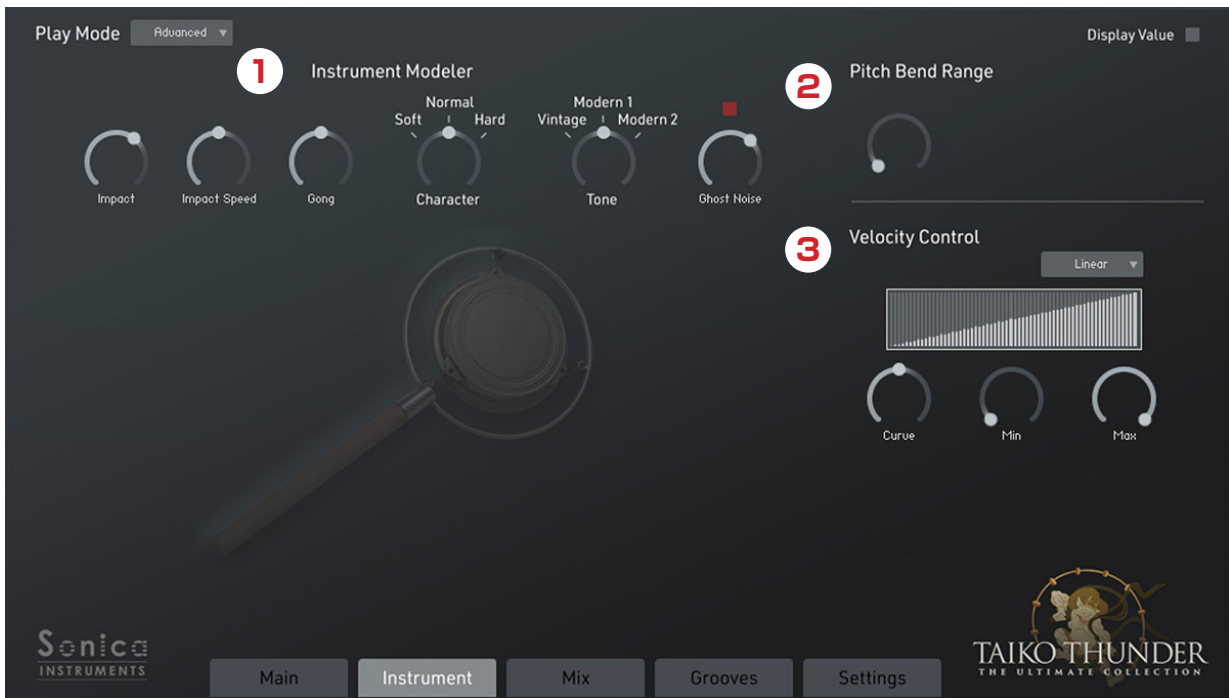 Play Mode
Advanced
Display Value
1
Instrument Modeler
2
Pitch Bend Range
Normal
Soft
Hard
Modern 1
Vintage
Modern 2
Impact
Impact Speed
Gong
Character
Tone
Ghost Noise
3
Velocity Control
Linear
Curve
Min
Max
Sonica
INSTRUMENTS
TAIKO THUNDER
THE ULTIMATE COLLECTION
Main
Instrument
Mix
Grooves
Settings